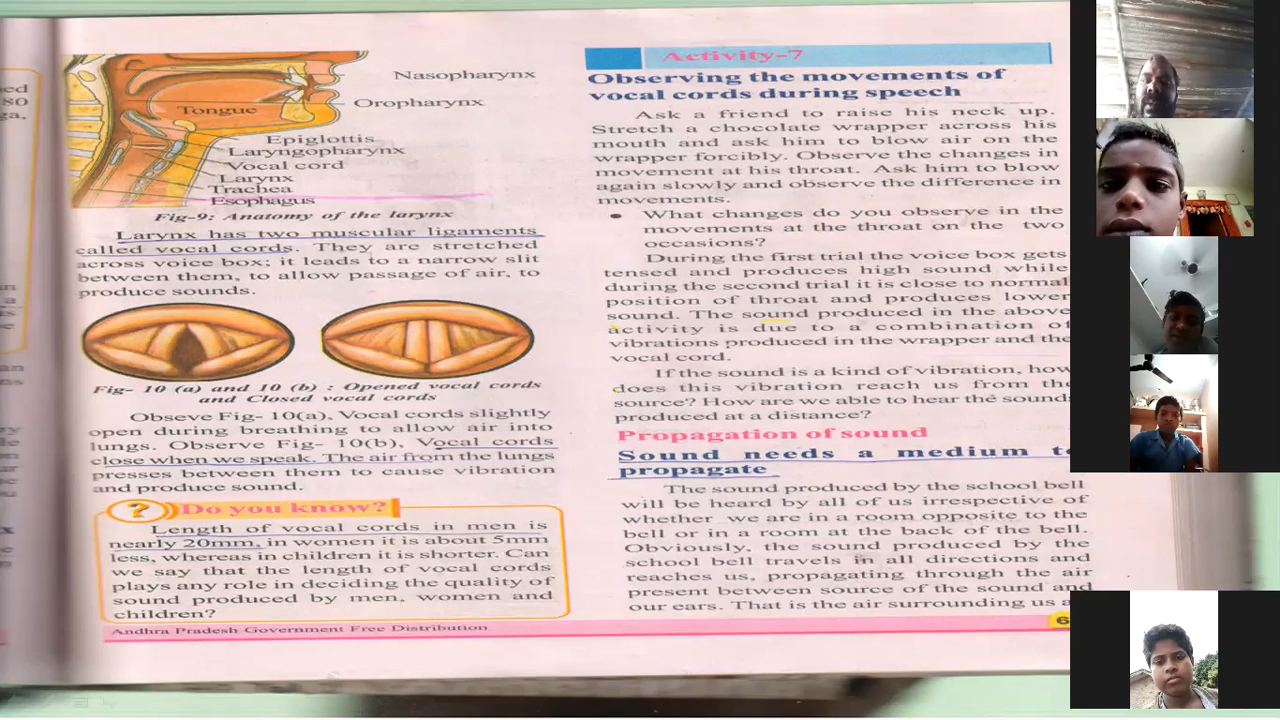 80
ga,
Nasopharynx
Tongue
Oropharynx
Epiglottis
Laryngopharynx
Vocal cord
Larynx
Trachea
Esophagus
Fig-9: Anatomy of the larynx
Larynx has two muscular ligaments
called vocal cords. They are stretched
across voice box; it leads to a narrow slit
between them, to allow passage of air, to
produce sounds.
Fig- 10 (a) and 10 (b) : Opened vocal cords
and Closed vocal cords
Obseve Fig- 10(a), Vocal cords slightly
open during breathing to allow air into
lungs. Observe Fig- 10(b), Vocal cords
close when we speak. The air from the lungs
presses between them to cause vibration
and produce sound.
? Do you know?
Length of vocal cords in men is
nearly 20mm, in women it is about 5mm
less, whereas in children it is shorter. Can
we say that the length of vocal cords
plays any role in deciding the quality of
sound produced by men, women and
children?
Andhra Pradesh Government Free Distribution
Activity-7
Observing the movements of
vocal cords during speech
Ask a friend to raise his neck up.
Stretch a chocolate wrapper across his
mouth and ask him to blow air on the
wrapper forcibly. Observe the changes in
movement at his throat. Ask him to blow
again slowly and observe the difference in
movements.
• What changes do you observe in the
movements at the throat on the two
occasions?
During the first trial the voice box gets
tensed and produces high sound while
during the second trial it is close to normal
position of throat and produces lower
sound. The sound produced in the above
activity is due to a combination of
vibrations produced in the wrapper and the
vocal cord.
If the sound is a kind of vibration, how
does this vibration reach us from the
source? How are we able to hear the sounds
produced at a distance?
Propagation of sound
Sound needs a medium to
propagate
The sound produced by the school bell
will be heard by all of us irrespective of
whether we are in a room opposite to the
bell or in a room at the back of the bell.
Obviously, the sound produced by the
school bell travels in all directions and
reaches us, propagating through the air
present between source of the sound and
our ears. That is the air surrounding us
6